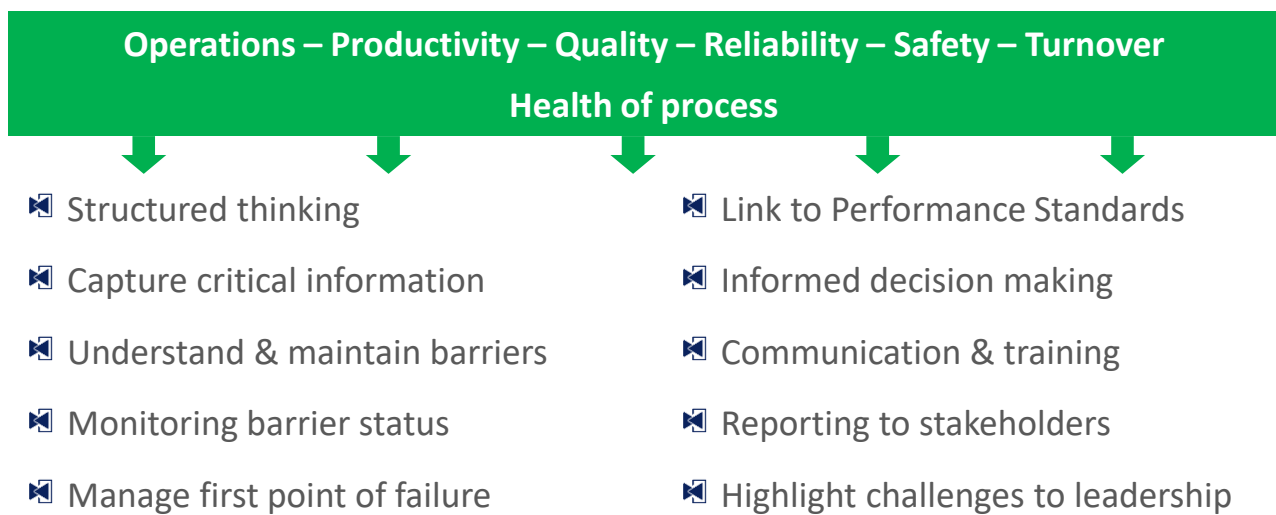 Operations – Productivity – Quality – Reliability – Safety – Turnover
Health of process
Structured thinking
Capture critical information
Understand & maintain barriers
Monitoring barrier status
Manage first point of failure
Link to Performance Standards
Informed decision making
Communication & training
Reporting to stakeholders
Highlight challenges to leadership